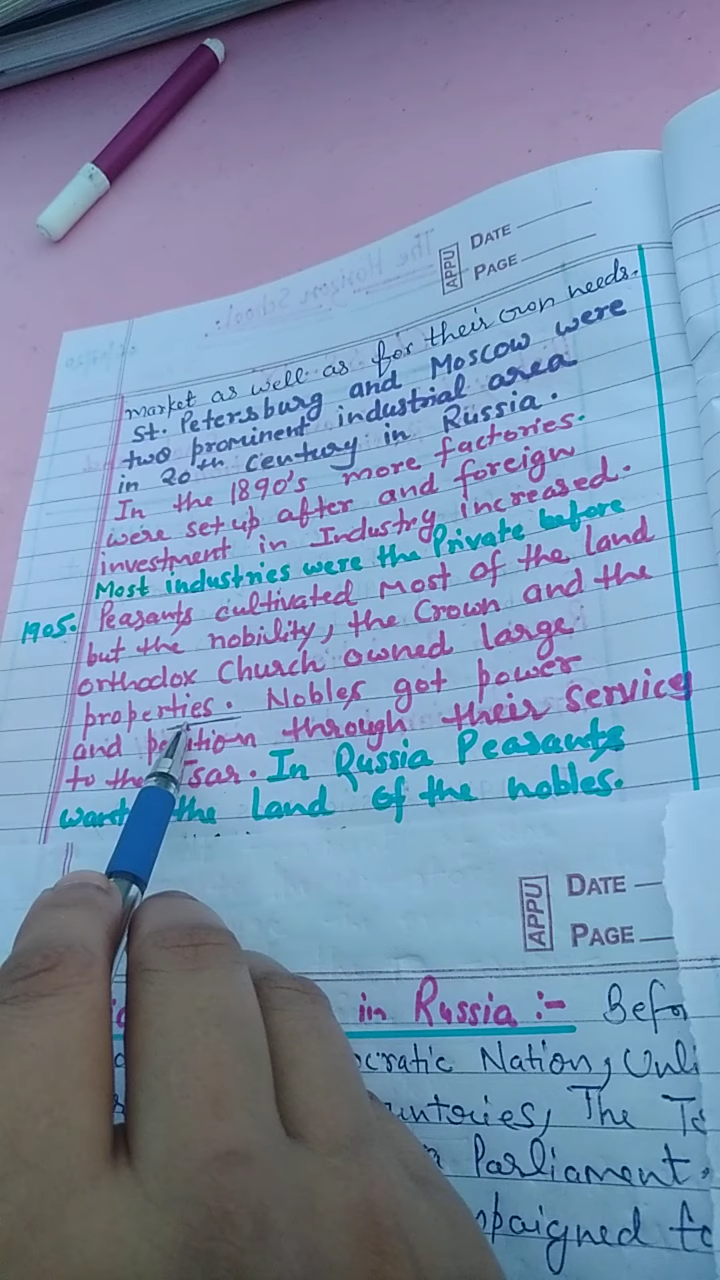 APPU DATE
PAGE
market as well as for their own needs.
St. Petersburg and Moscow were
two prominent industrial area
in 20th Century in Russia.
In the 1890's more factories.
were setup after and foreign
investment in Industry increased.
Most industries were the Private before
1905. Peasants cultivated most of the land
but the nobility, the Crown and the
orthodox Church owned large
properties. Nobles got power
and position through their service
to the Tsar. In Russia Peasants
want the land of the nobles.
APPU DATE
PAGE
in Russia :- Befo
cratic Nation, Unli
untories, The Ts
Parliament.
paigned to